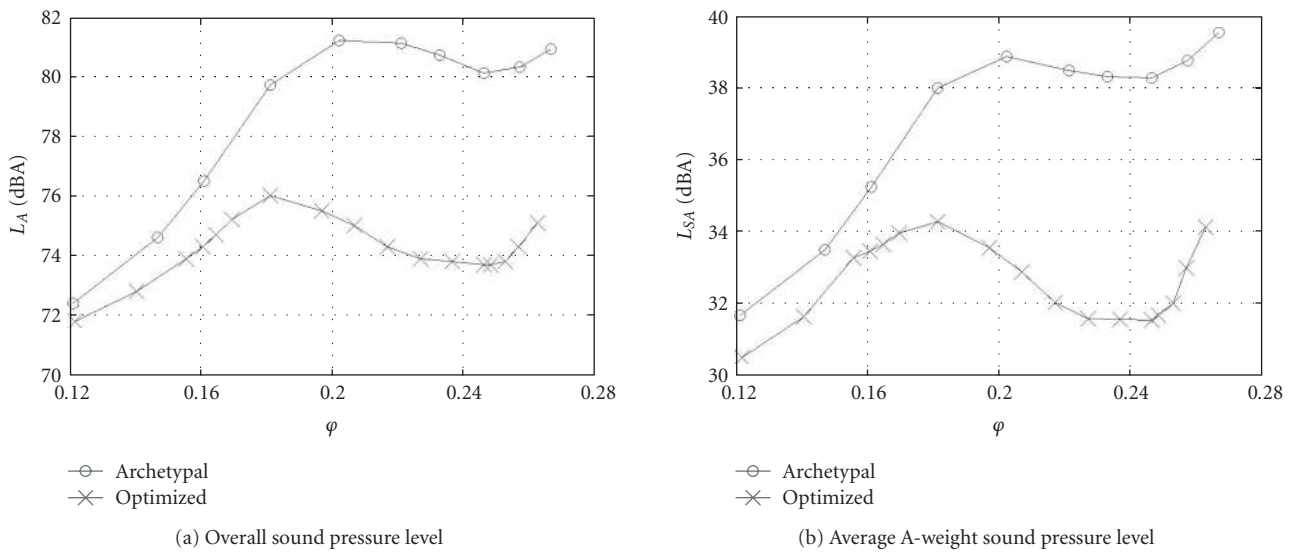 82
80
78
76
74
72
70
L_A (dBA)
0.12 0.16 0.2 0.24 0.28
φ
Archetypal
Optimized
(a) Overall sound pressure level
40
38
36
34
32
30
L_SA (dBA)
0.12 0.16 0.2 0.24 0.28
φ
Archetypal
Optimized
(b) Average A-weight sound pressure level